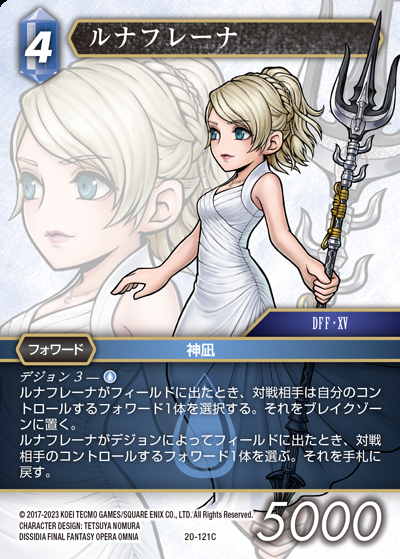 4
ルナフレーナ
DFF・XV
フォワード
神凪
デジョン 3 ― 
ルナフレーナがフィールドに出たとき、対戦相手は自分のコン
トロールするフォワード1体を選択する。それをブレイクゾー
ンに置く。
ルナフレーナがデジョンによってフィールドに出たとき、対戦
相手のコントロールするフォワード1体を選ぶ。それを手札に
戻す。
© 2017-2023 KOEI TECMO GAMES/SQUARE ENIX CO., LTD. All Rights Reserved.
CHARACTER DESIGN: TETSUYA NOMURA
DISSIDIA FINAL FANTASY OPERA OMNIA
20-121C
5000